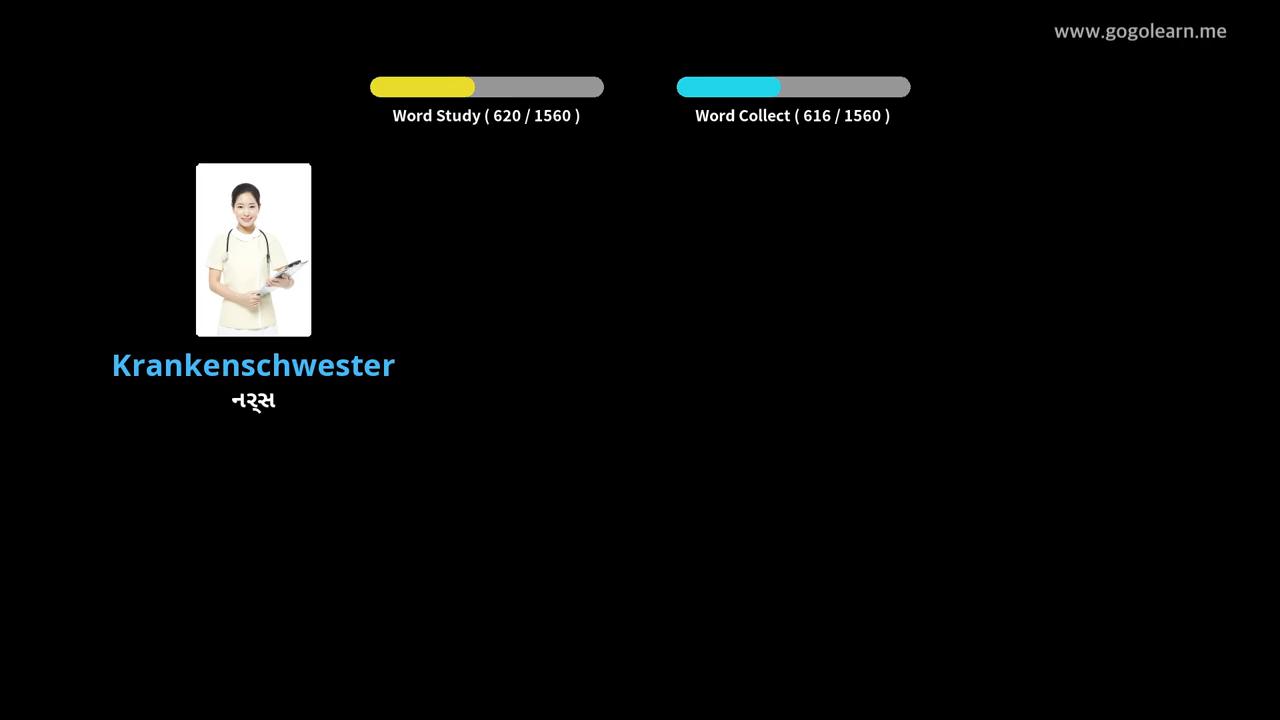 www.gogolearn.me
Word Study ( 620 / 1560 )
Word Collect ( 616 / 1560 )
Krankenschwester
નર્સ